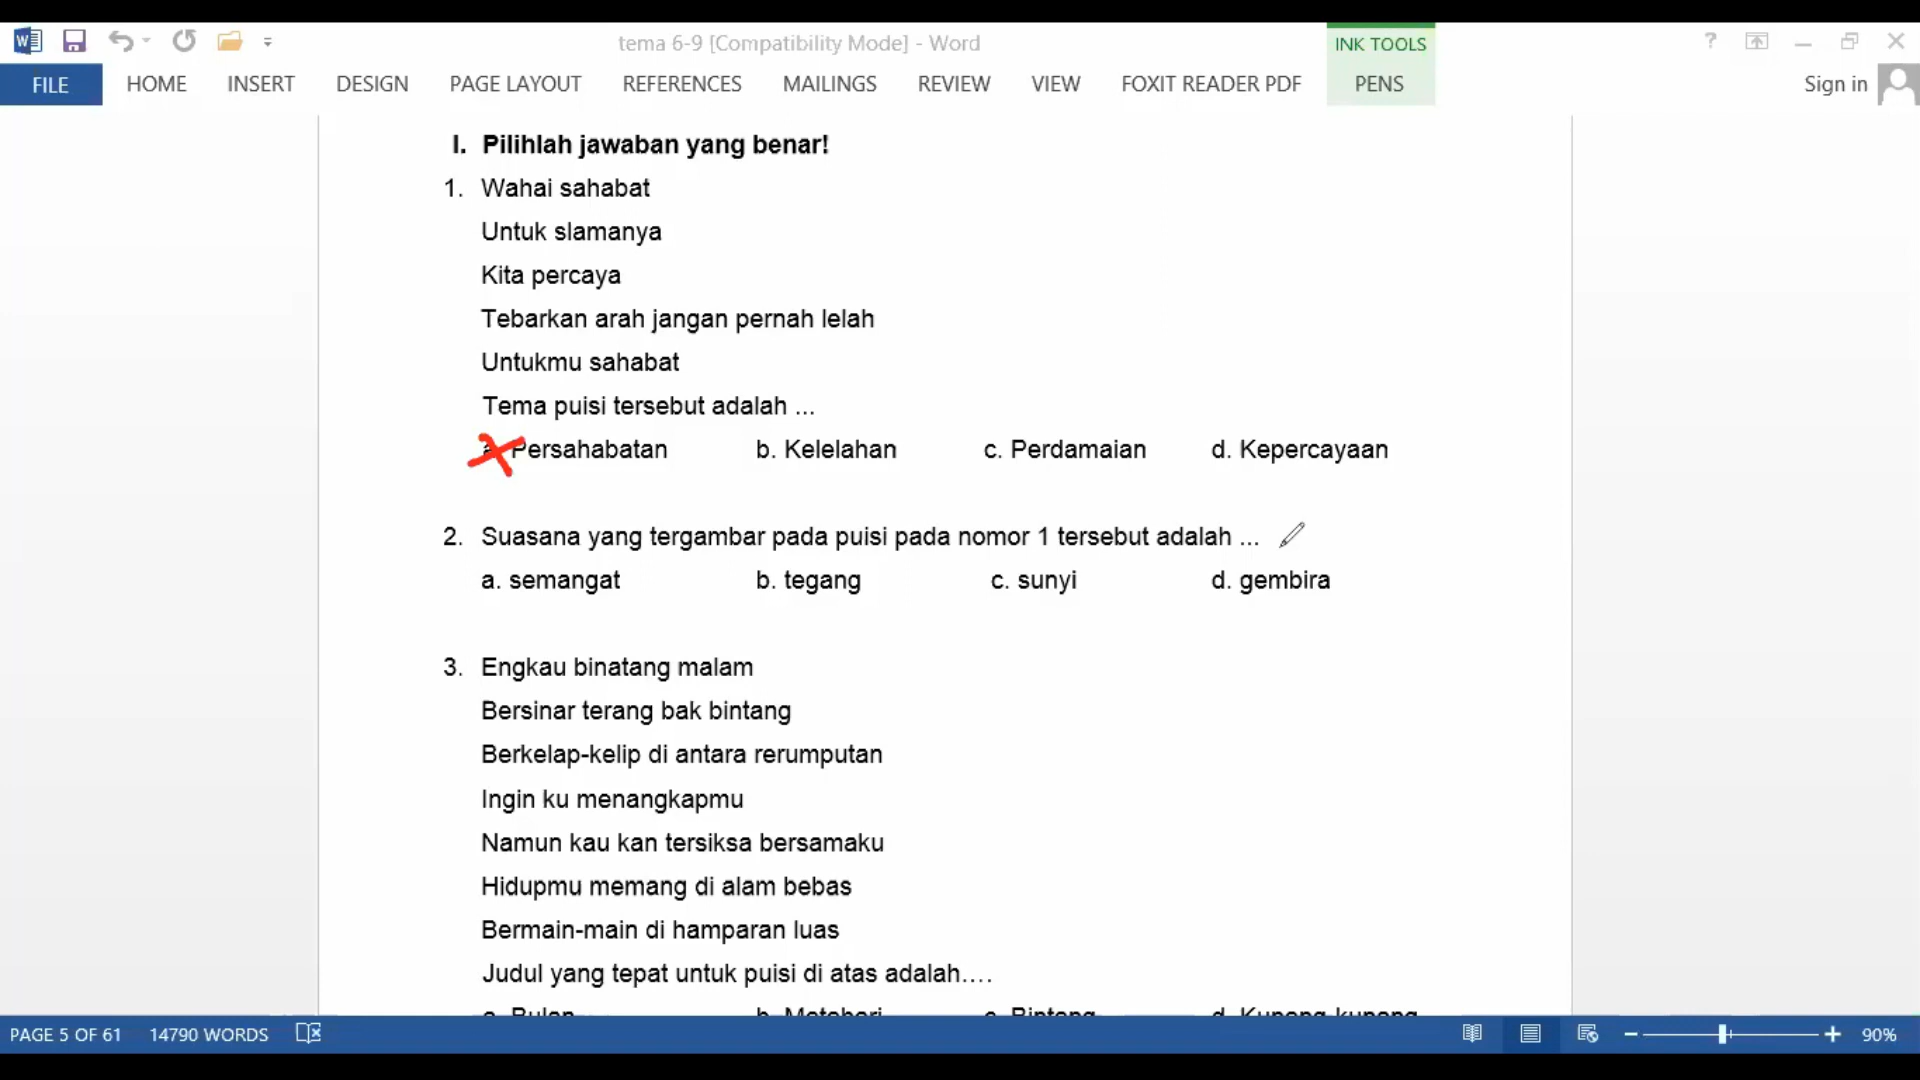 tema 6-9 [Compatibility Mode] - Word
INK TOOLS
?
FILE HOME INSERT DESIGN PAGE LAYOUT REFERENCES MAILINGS REVIEW VIEW FOXIT READER PDF PENS Sign in
I. Pilihlah jawaban yang benar!
1. Wahai sahabat
Untuk slamanya
Kita percaya
Tebarkan arah jangan pernah lelah
Untukmu sahabat
Tema puisi tersebut adalah ...
a. Persahabatan b. Kelelahan c. Perdamaian d. Kepercayaan
2. Suasana yang tergambar pada puisi pada nomor 1 tersebut adalah ...
a. semangat b. tegang c. sunyi d. gembira
3. Engkau binatang malam
Bersinar terang bak bintang
Berkelap-kelip di antara rerumputan
Ingin ku menangkapmu
Namun kau kan tersiksa bersamaku
Hidupmu memang di alam bebas
Bermain-main di hamparan luas
Judul yang tepat untuk puisi di atas adalah....
a. Bulan b. Matahari c. Bintang d. Kunang-kunang
PAGE 5 OF 61 14790 WORDS 90%